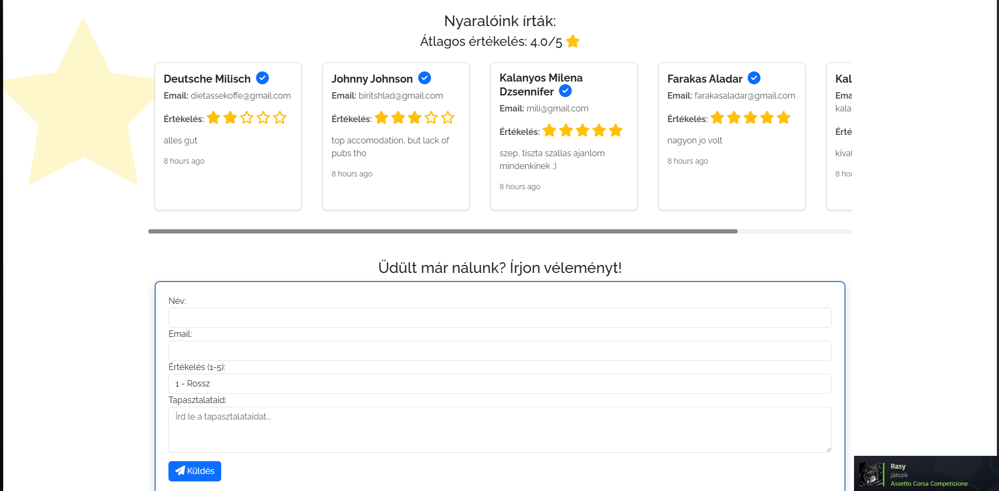 Nyaralóink írták:
Átlagos értékelés: 4.0/5
Deutsche Milisch
Email: dietassekoffe@gmail.com
Értékelés:
alles gut
8 hours ago
Johnny Johnson
Email: biritshlad@gmail.com
Értékelés:
top accomodation, but lack of
pubs tho
8 hours ago
Kalanyos Milena
Dzsennifer
Email: mili@gmail.com
Értékelés:
szep, tiszta szallas ajanlom
mindenkinek ;)
8 hours ago
Farakas Aladar
Email: farakasaladar@gmail.com
Értékelés:
nagyon jo volt
8 hours ago
Kal
Ema
kala
Érté
kival
8 hou
Üdült már nálunk? Írjon véleményt!
Név:
Email:
Értékelés (1-5):
1 - Rossz
Tapasztalataid:
Írd le a tapasztalataidat...
Küldés
Rasy
játszik
Assetto Corsa Competizione